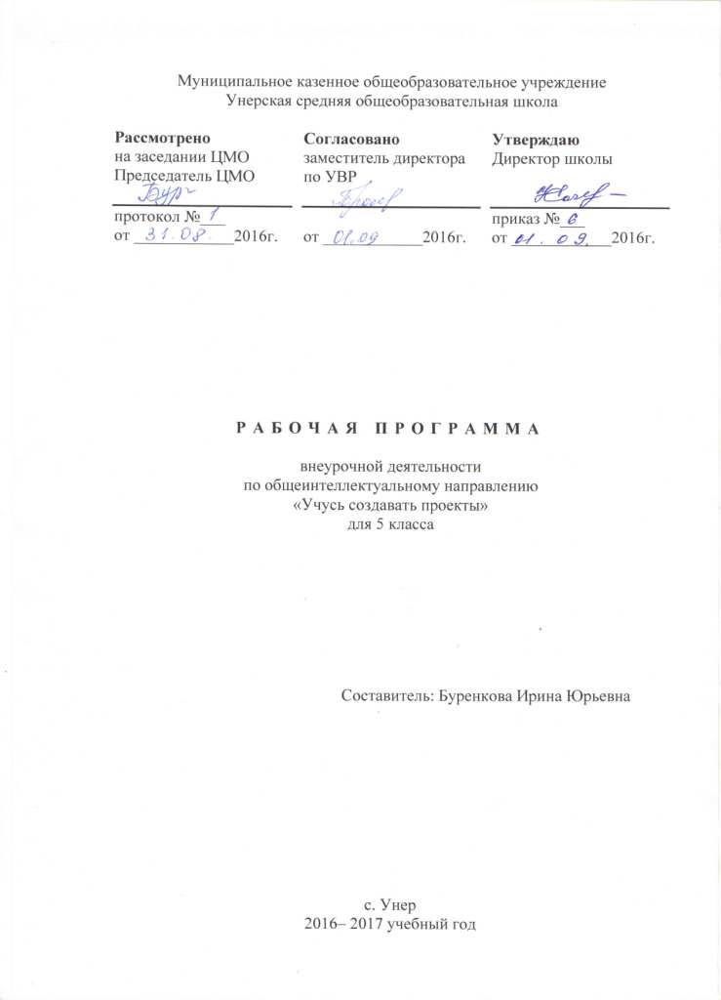 Муниципальное казенное общеобразовательное учреждение
Унерская средняя общеобразовательная школа
Рассмотрено
на заседании ЦМО
Председатель ЦМО
протокол № 1
от 31.08. 2016г.
Согласовано
заместитель директора
по УВР
от 01.09 2016г.
Утверждаю
Директор школы
приказ № 6
от 01.09. 2016г.
РАБОЧАЯ ПРОГРАММА
внеурочной деятельности
по общеинтеллектуальному направлению
«Учусь создавать проекты»
для 5 класса
Составитель: Буренкова Ирина Юрьевна
с. Унер
2016– 2017 учебный год